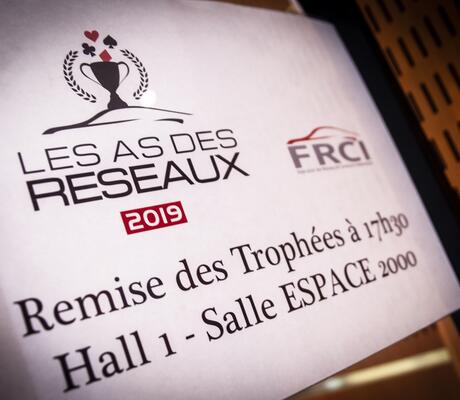 LES AS DES
RESEAUX
2019
FRCI
Remise des Trophées à 17h30
Hall 1 - Salle ESPACE 2000